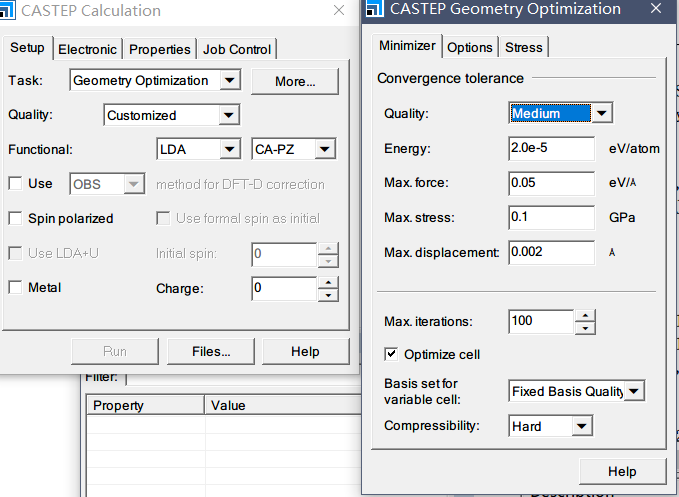 CASTEP Calculation
Setup Electronic Properties Job Control
Task: Geometry Optimization More...
Quality: Customized
Functional: LDA CA-PZ
Use OBS method for DFT-D correction
Spin polarized Use formal spin as initial
Use LDA+U Initial spin: 0
Metal Charge: 0
Run Files... Help
Filter:
Property Value
CASTEP Geometry Optimization
Minimizer Options Stress
Convergence tolerance
Quality: Medium
Energy: 2.0e-5 eV/atom
Max. force: 0.05 eV/Å
Max. stress: 0.1 GPa
Max. displacement: 0.002 Å
Max. iterations: 100
Optimize cell
Basis set for
variable cell: Fixed Basis Quality
Compressibility: Hard
Help
Description